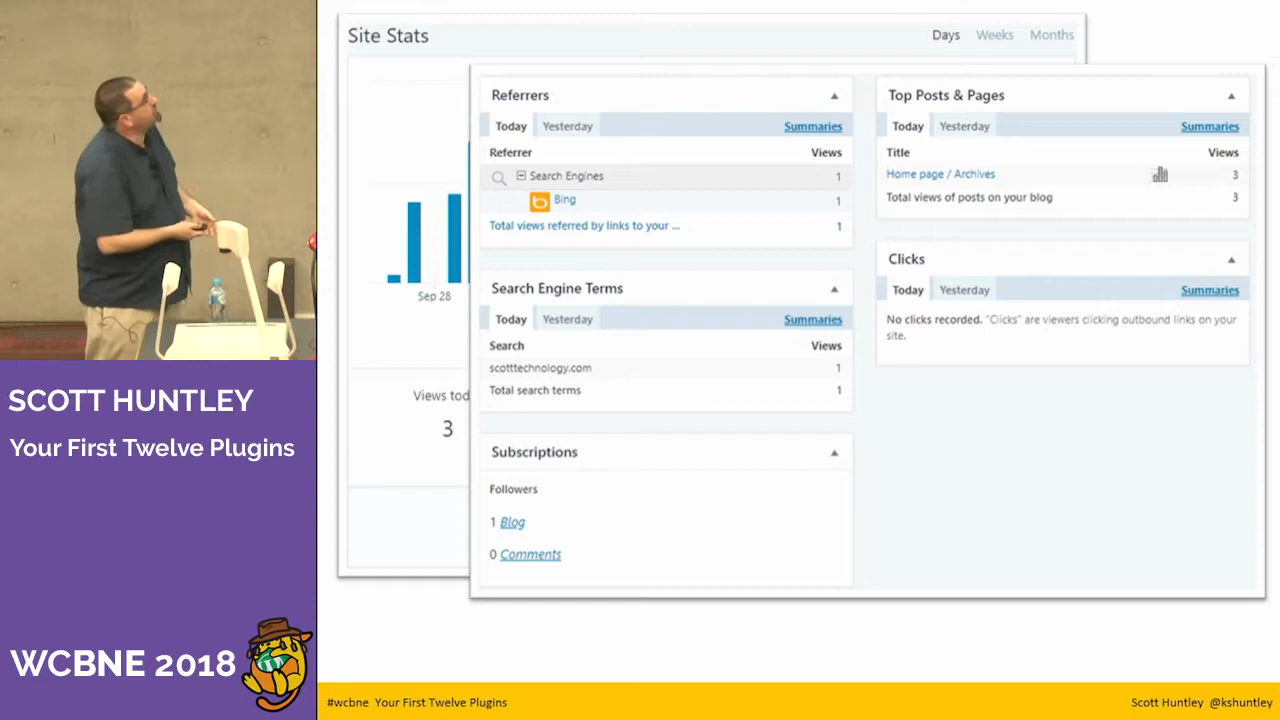 Site Stats
Days Weeks Months
Sep 28
Views tod
3
Referrers
Today Yesterday Summaries
Referrer Views
Search Engines 1
Bing 1
Total views referred by links to your ... 1
Search Engine Terms
Today Yesterday Summaries
Search Views
scotttechnology.com 1
Total search terms 1
Subscriptions
Followers
1 Blog
0 Comments
Top Posts & Pages
Today Yesterday Summaries
Title Views
Home page / Archives 3
Total views of posts on your blog 3
Clicks
Today Yesterday Summaries
No clicks recorded. "Clicks" are viewers clicking outbound links on your
site.
SCOTT HUNTLEY
Your First Twelve Plugins
WCBNE 2018
#wcbne Your First Twelve Plugins
Scott Huntley @kshuntley